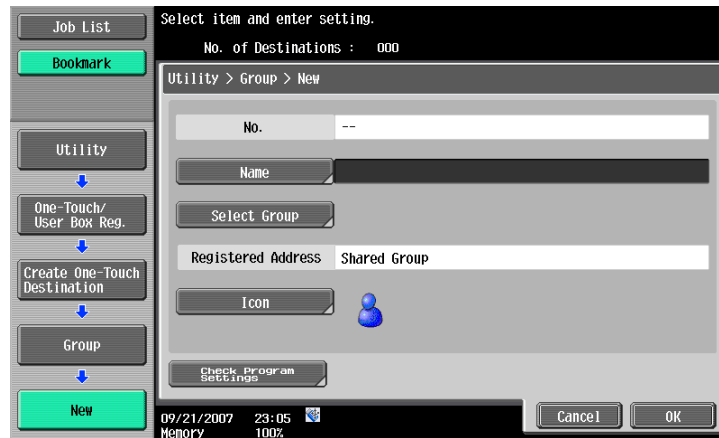 Job List
Bookmark
Utility
One-Touch/
User Box Reg.
Create One-Touch
Destination
Group
New
Select item and enter setting.
No. of Destinations : 000
Utility > Group > New
No. --
Name
Select Group
Registered Address Shared Group
Icon
Check Program
Settings
09/21/2007 23:05
Memory 100%
Cancel OK